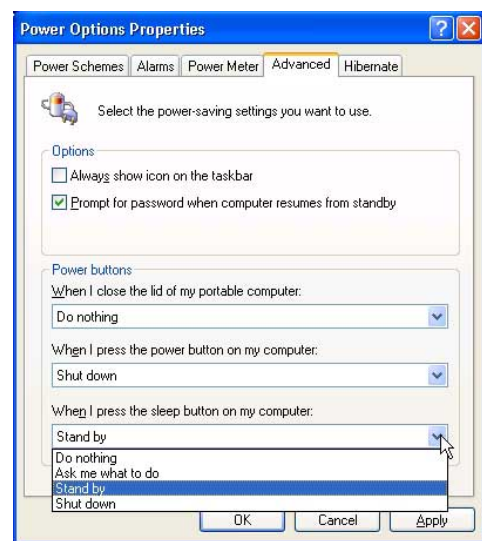 Power Options Properties
Power Schemes Alarms Power Meter Advanced Hibernate
Select the power-saving settings you want to use.
Options
Always show icon on the taskbar
Prompt for password when computer resumes from standby
Power buttons
When I close the lid of my portable computer:
Do nothing
When I press the power button on my computer:
Shut down
When I press the sleep button on my computer:
Stand by
Do nothing
Ask me what to do
Stand by
Shut down
OK Cancel Apply